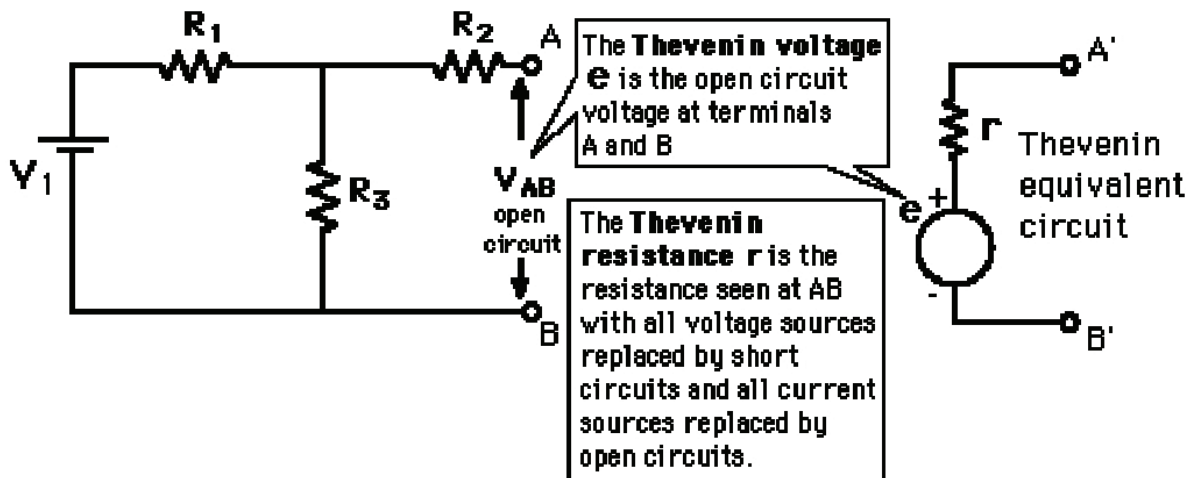 R1
R2
A
V1
R3
VAB
open
circuit
B
The Thevenin voltage
e is the open circuit
voltage at terminals
A and B
The Thevenin
resistance r is the
resistance seen at AB
with all voltage sources
replaced by short
circuits and all current
sources replaced by
open circuits.
A'
r
Thevenin
equivalent
circuit
e
+
-
B'